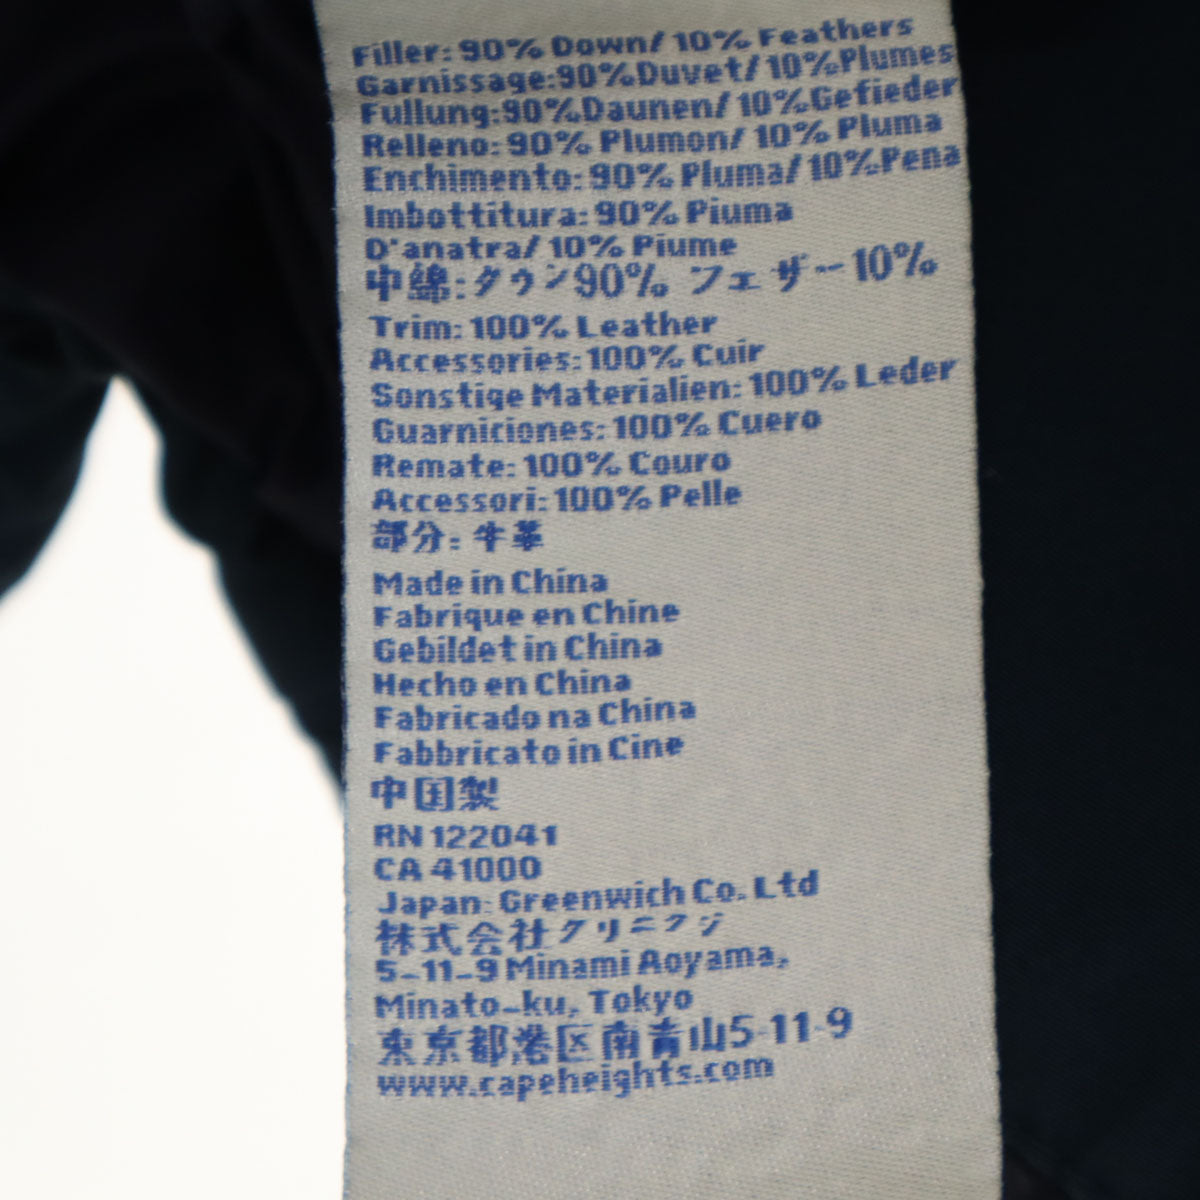 Filler: 90% Down/ 10% Feathers
Garnissage:90%Duvet/ 10%Plumes
Fullung:90%Daunen/ 10%Gefieder
Relleno: 90% Plumon/ 10% Pluma
Enchimento: 90% Pluma/ 10%Pena
Imbottitura: 90% Piuma
D'anatra/ 10% Piume
中綿:タウン90% フェザー10%
Trim: 100% Leather
Accessories: 100% Cuir
Sonstige Materialien: 100% Leder
Guarniciones: 100% Cuero
Remate: 100% Couro
Accessori: 100% Pelle
部分: 牛革
Made in China
Fabrique en Chine
Gebildet in China
Hecho en China
Fabricado na China
Fabbricato in Cine
中国製
RN 122041
CA 41000
Japan: Greenwich Co. Ltd
株式会社クリニクジ
5-11-9 Minami Aoyama,
Minato-ku, Tokyo
東京都港区南青山5-11-9
www.capeheights.com